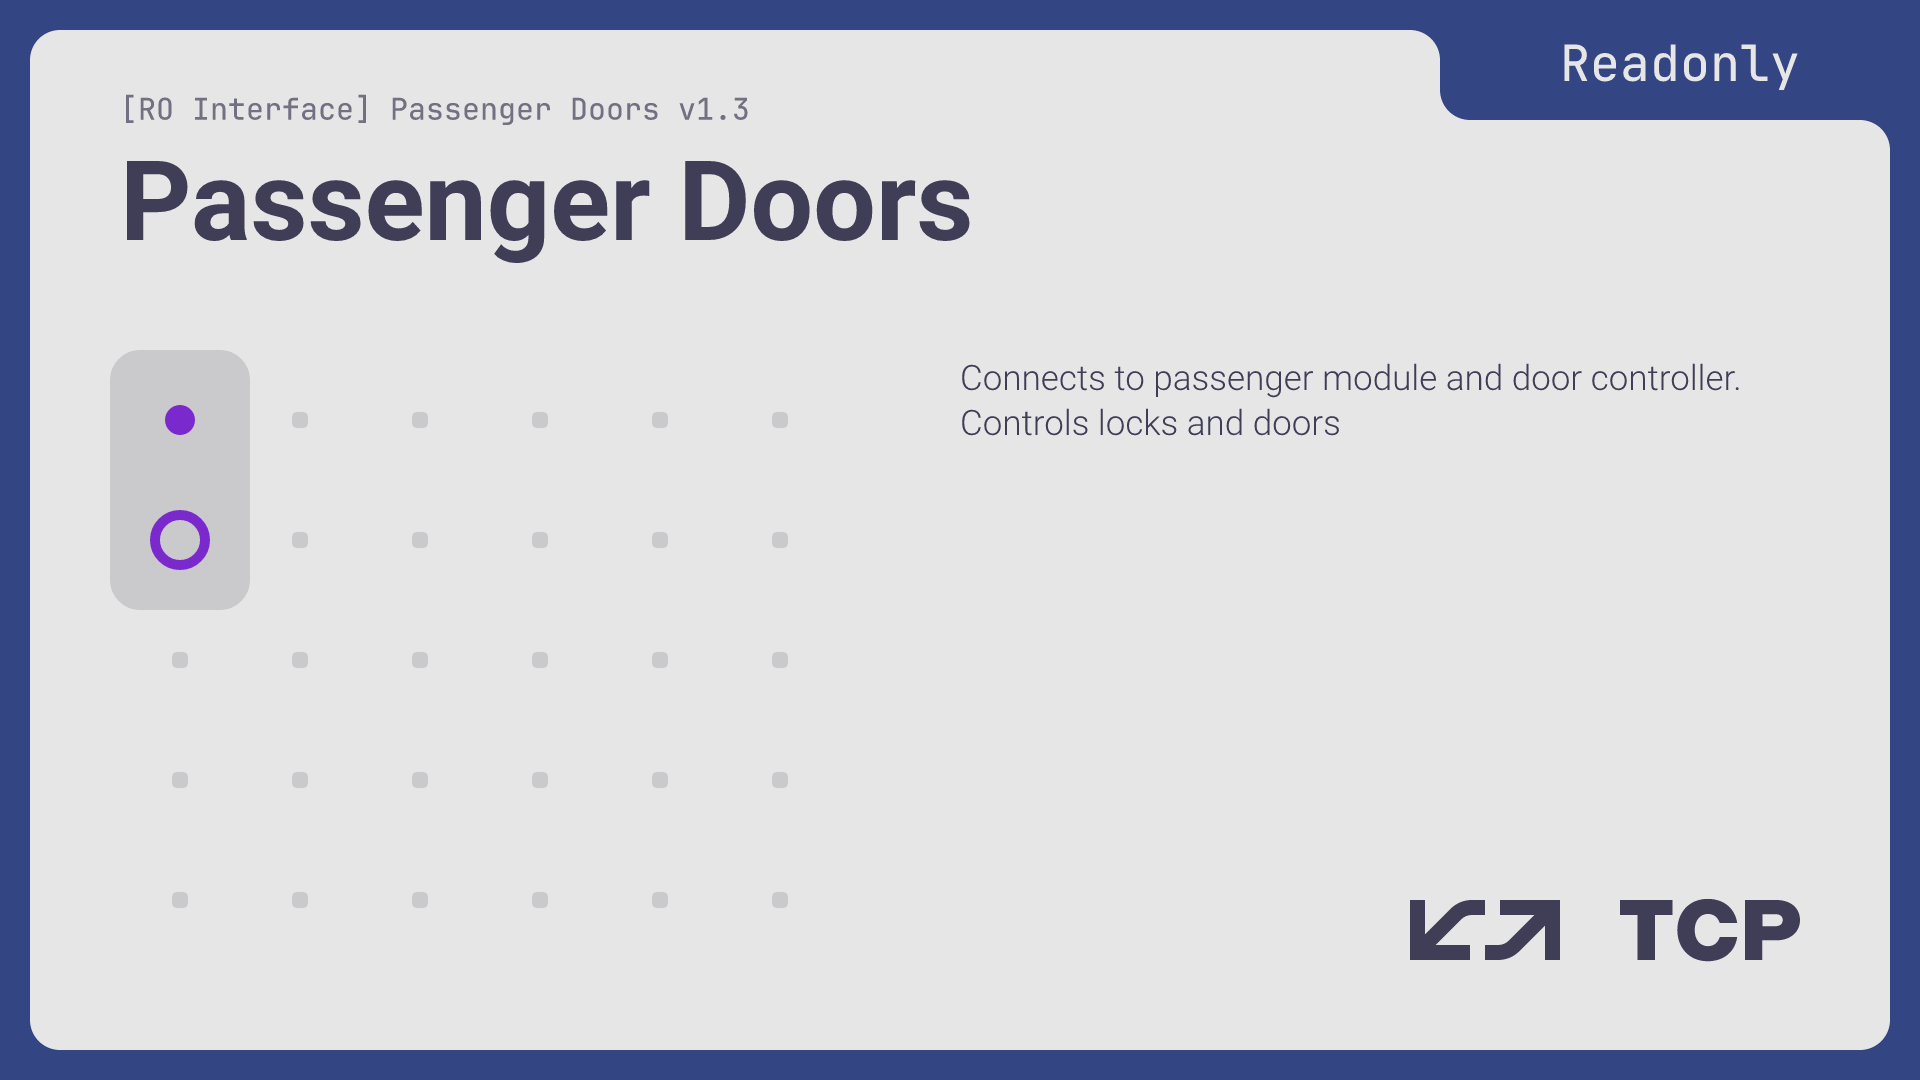 Readonly
[RO Interface] Passenger Doors v1.3
Passenger Doors
Connects to passenger module and door controller.
Controls locks and doors
TCP